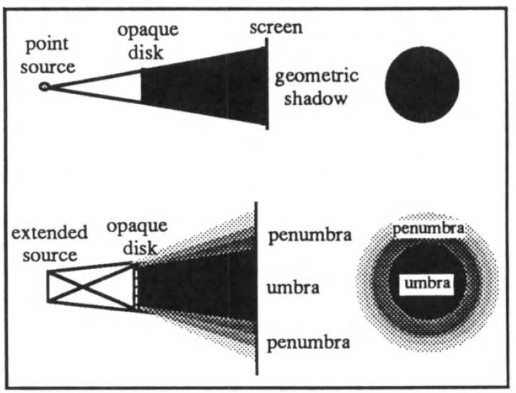 point
source
opaque
disk
screen
geometric
shadow
extended
source
opaque
disk
penumbra
umbra
penumbra
penumbra
umbra